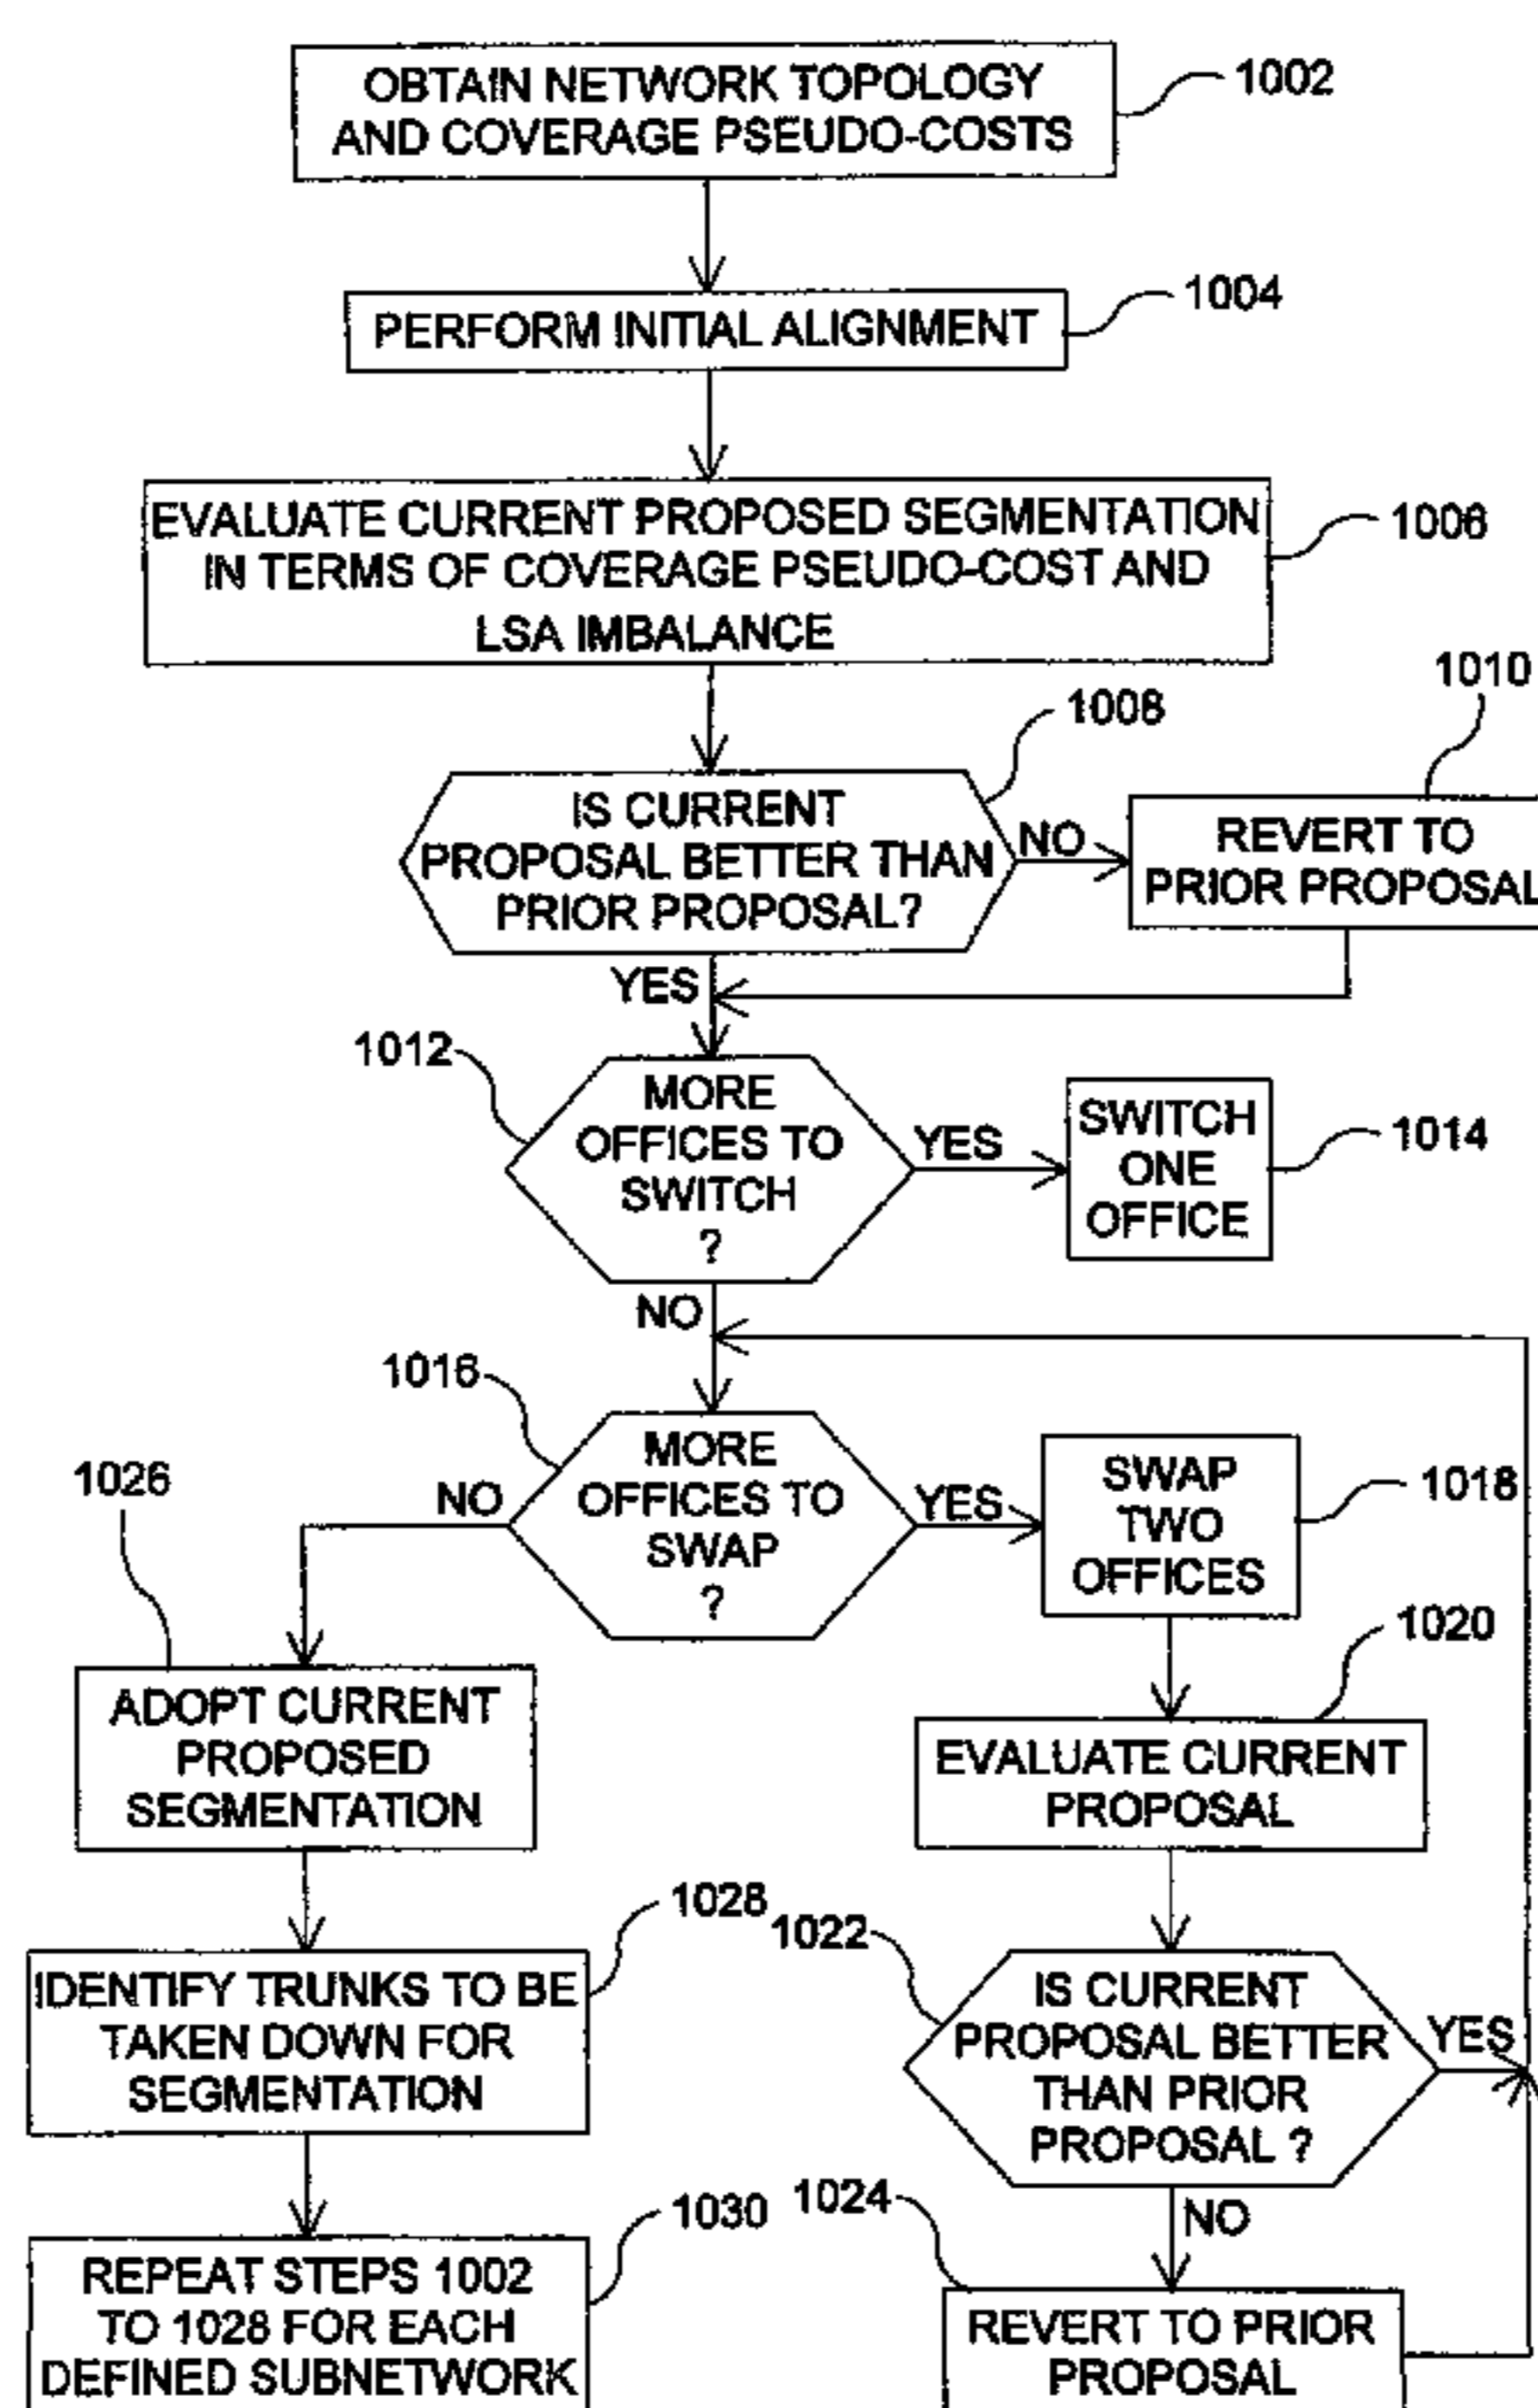 OBTAIN NETWORK TOPOLOGY
AND COVERAGE PSEUDO-COSTS
1002
PERFORM INITIAL ALIGNMENT
1004
EVALUATE CURRENT PROPOSED SEGMENTATION
IN TERMS OF COVERAGE PSEUDO-COST AND
LSA IMBALANCE
1006
1008
IS CURRENT
PROPOSAL BETTER THAN
PRIOR PROPOSAL?
NO
1010
REVERT TO
PRIOR PROPOSAL
YES
1012
MORE
OFFICES TO
SWITCH
?
YES
SWITCH
ONE
OFFICE
1014
NO
1016
MORE
OFFICES TO
SWAP
?
YES
SWAP
TWO
OFFICES
1018
NO
1026
ADOPT CURRENT
PROPOSED
SEGMENTATION
1020
EVALUATE CURRENT
PROPOSAL
1028
IDENTIFY TRUNKS TO BE
TAKEN DOWN FOR
SEGMENTATION
1022
IS CURRENT
PROPOSAL BETTER
THAN PRIOR
PROPOSAL ?
YES
NO
1030
REPEAT STEPS 1002
TO 1028 FOR EACH
DEFINED SUBNETWORK
1024
REVERT TO PRIOR
PROPOSAL